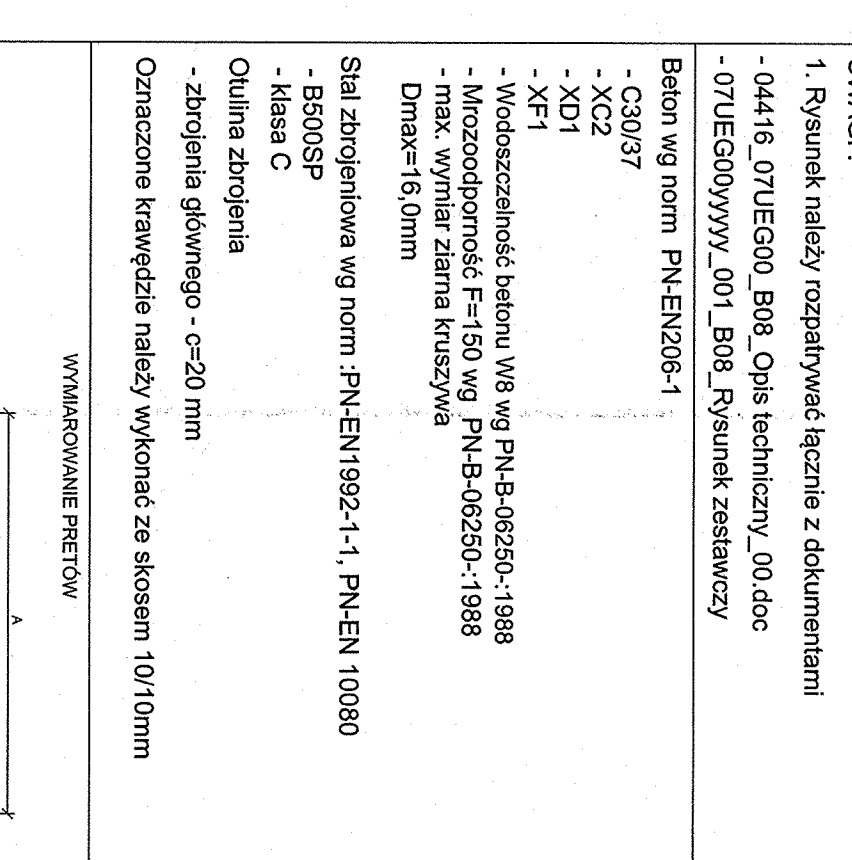 UWAGI:
1. Rysunek należy rozpatrywać łącznie z dokumentami
- 04416_07UEG00_B08_Opis techniczny_00.doc
- 07UEG00yyyy_001_B08_Rysunek zestawczy
Beton wg norm PN-EN206-1
- C30/37
- XC2
- XD1
- XF1
- Wodoszczelność betonu W8 wg PN-B-06250-:1988
- Mrozoodporność F=150 wg PN-B-06250-:1988
- max. wymiar ziarna kruszywa
Dmax=16,0mm
Stal zbrojeniowa wg norm :PN-EN1992-1-1, PN-EN 10080
- B500SP
- klasa C
Otulina zbrojenia
- zbrojenia głównego - c=20 mm
Oznaczone krawędzie należy wykonać ze skosem 10/10mm
WYMIAROWANIE PRETÓW
A